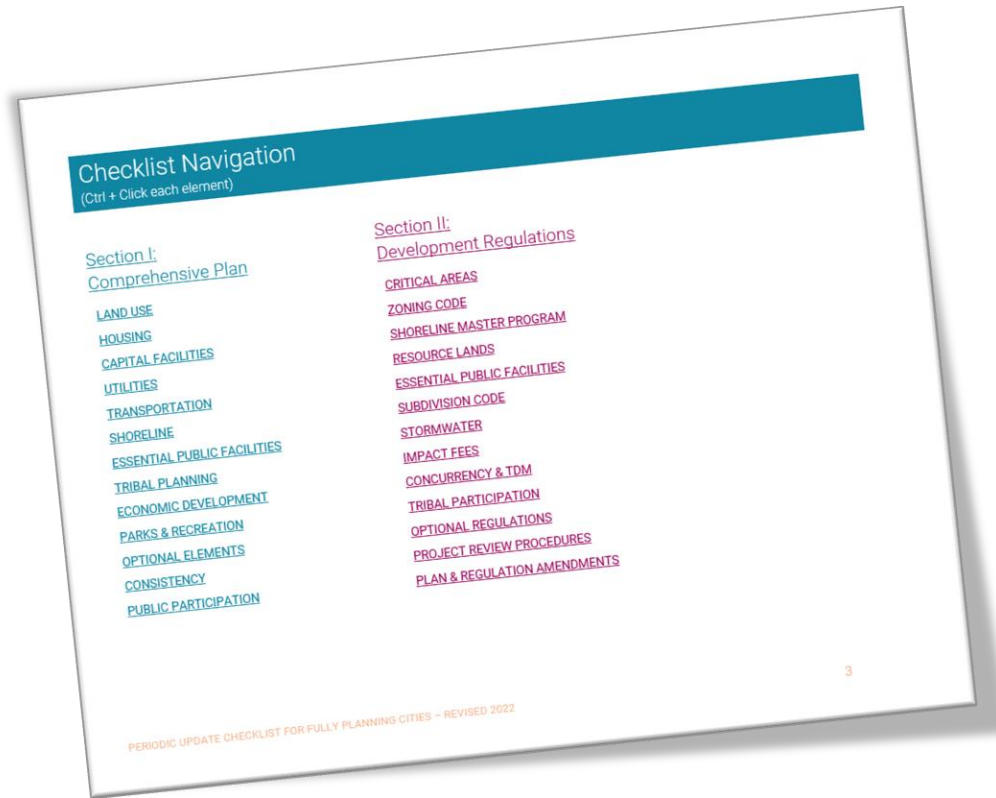 Checklist Navigation
(Ctrl + Click each element)
Section I:
Comprehensive Plan
LAND USE
HOUSING
CAPITAL FACILITIES
UTILITIES
TRANSPORTATION
SHORELINE
ESSENTIAL PUBLIC FACILITIES
TRIBAL PLANNING
ECONOMIC DEVELOPMENT
PARKS & RECREATION
OPTIONAL ELEMENTS
CONSISTENCY
PUBLIC PARTICIPATION
Section II:
Development Regulations
CRITICAL AREAS
ZONING CODE
SHORELINE MASTER PROGRAM
RESOURCE LANDS
ESSENTIAL PUBLIC FACILITIES
SUBDIVISION CODE
STORMWATER
IMPACT FEES
CONCURRENCY & TDM
TRIBAL PARTICIPATION
OPTIONAL REGULATIONS
PROJECT REVIEW PROCEDURES
PLAN & REGULATION AMENDMENTS
PERIODIC UPDATE CHECKLIST FOR FULLY PLANNING CITIES – REVISED 2022
3